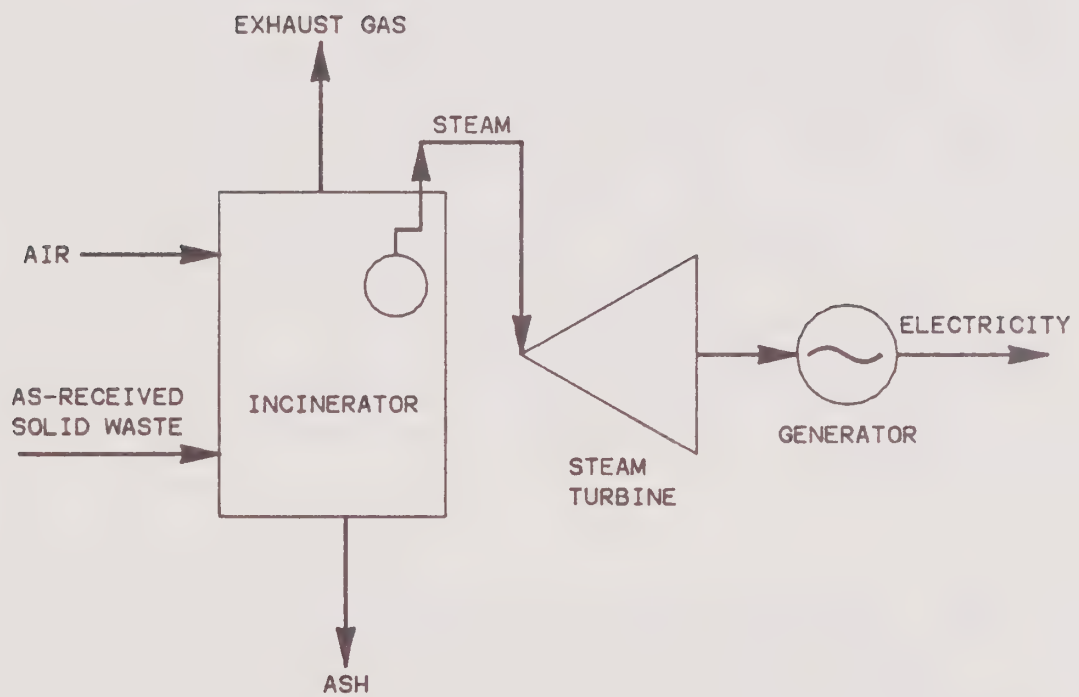 EXHAUST GAS
STEAM
AIR
ELECTRICITY
AS-RECEIVED
SOLID WASTE
INCINERATOR
GENERATOR
STEAM
TURBINE
ASH